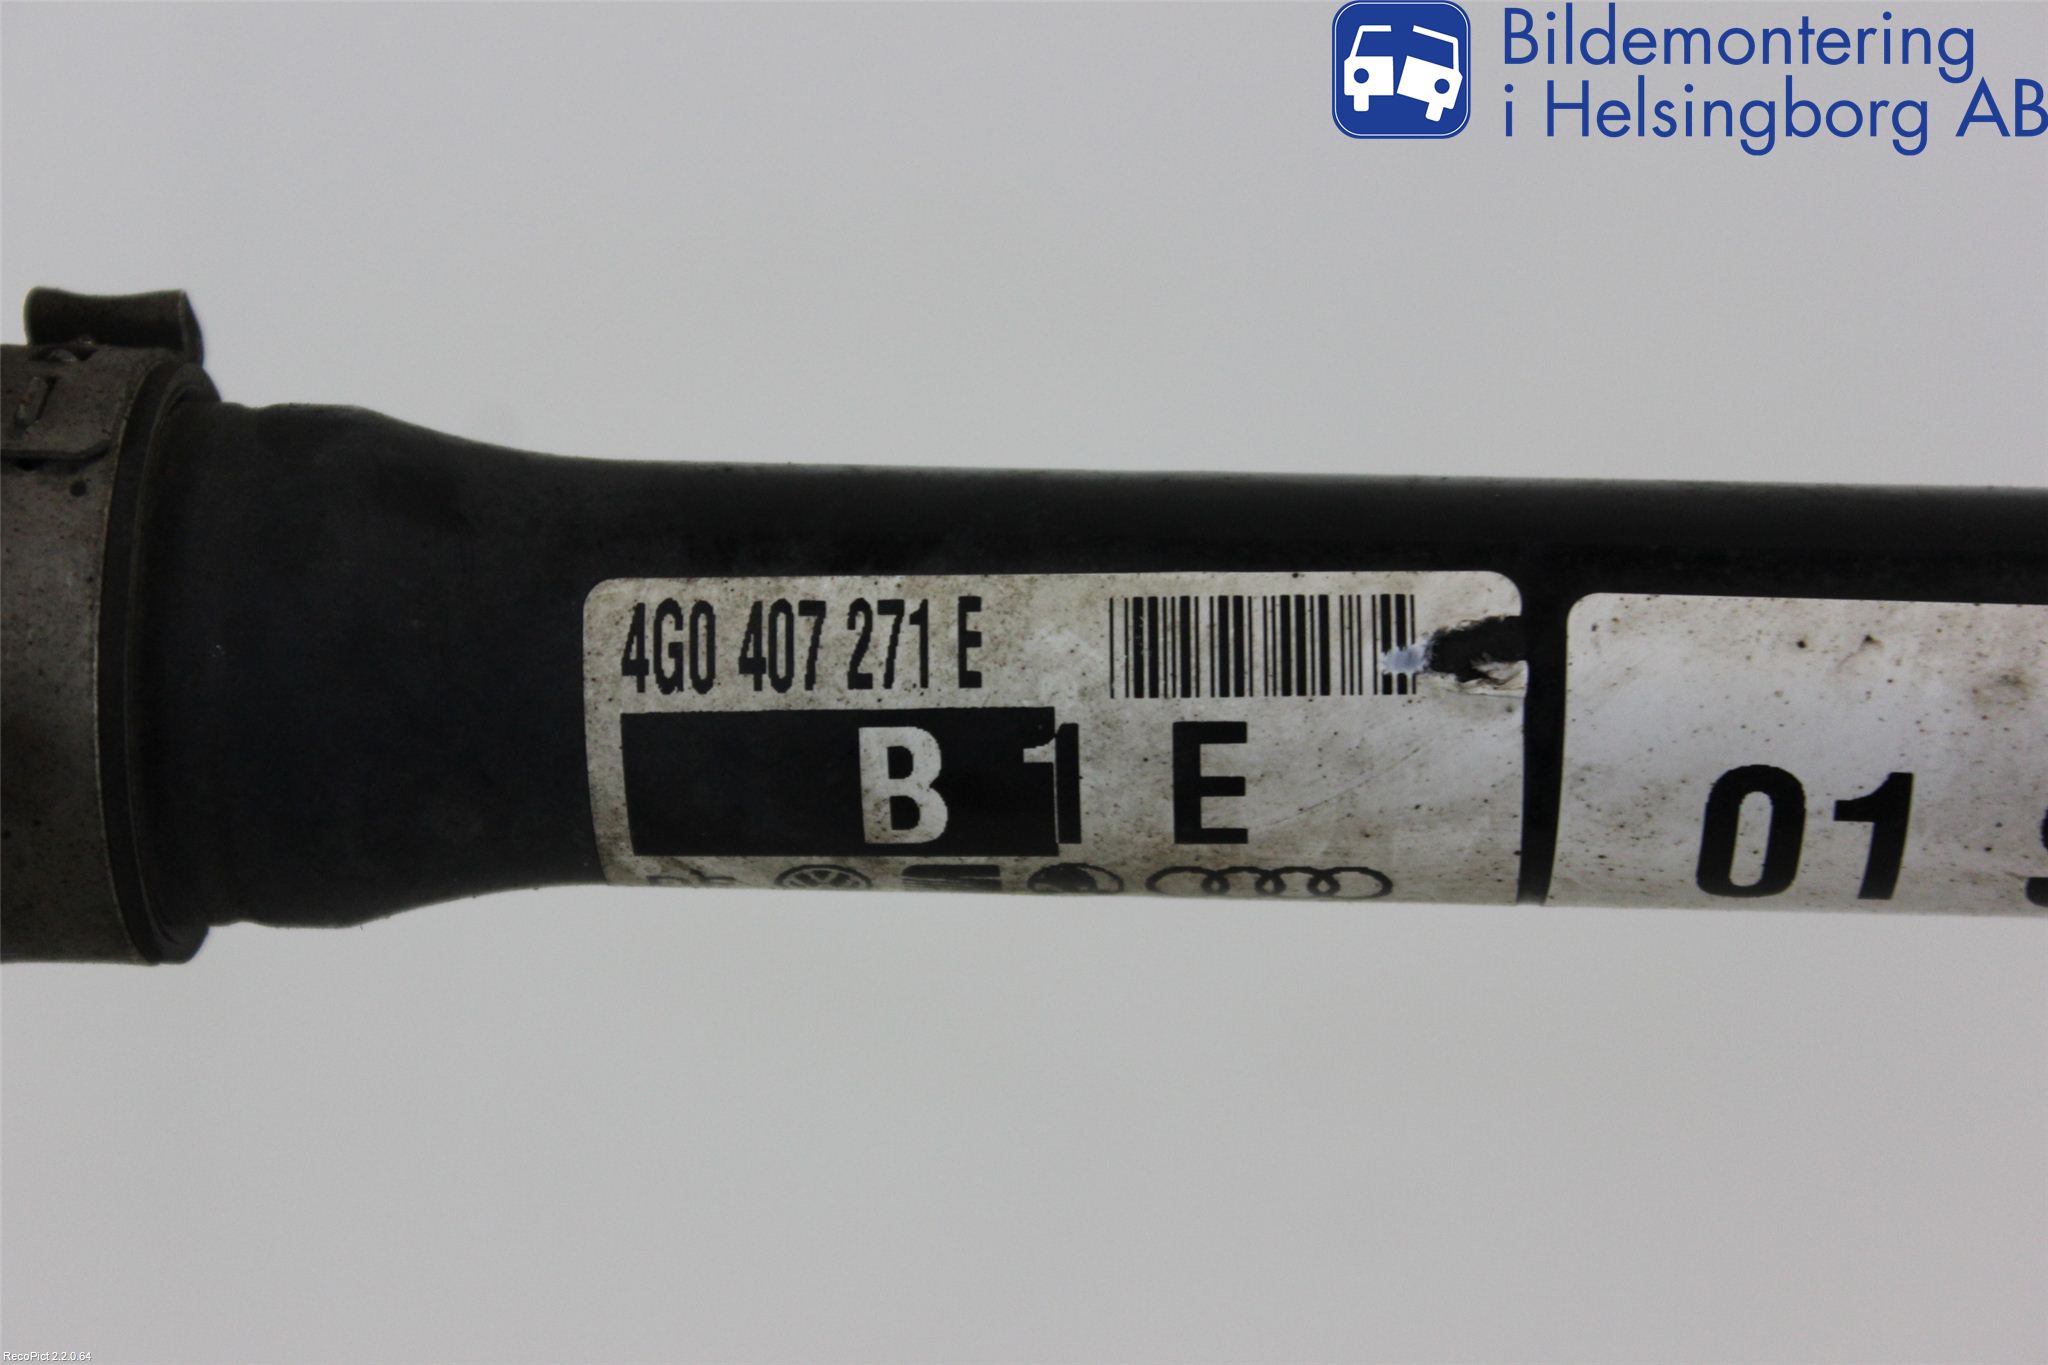 Bildemontering
i Helsingborg AB
4G0 407 271 E
B 1 E
01
RecoPict 2.2.0.64